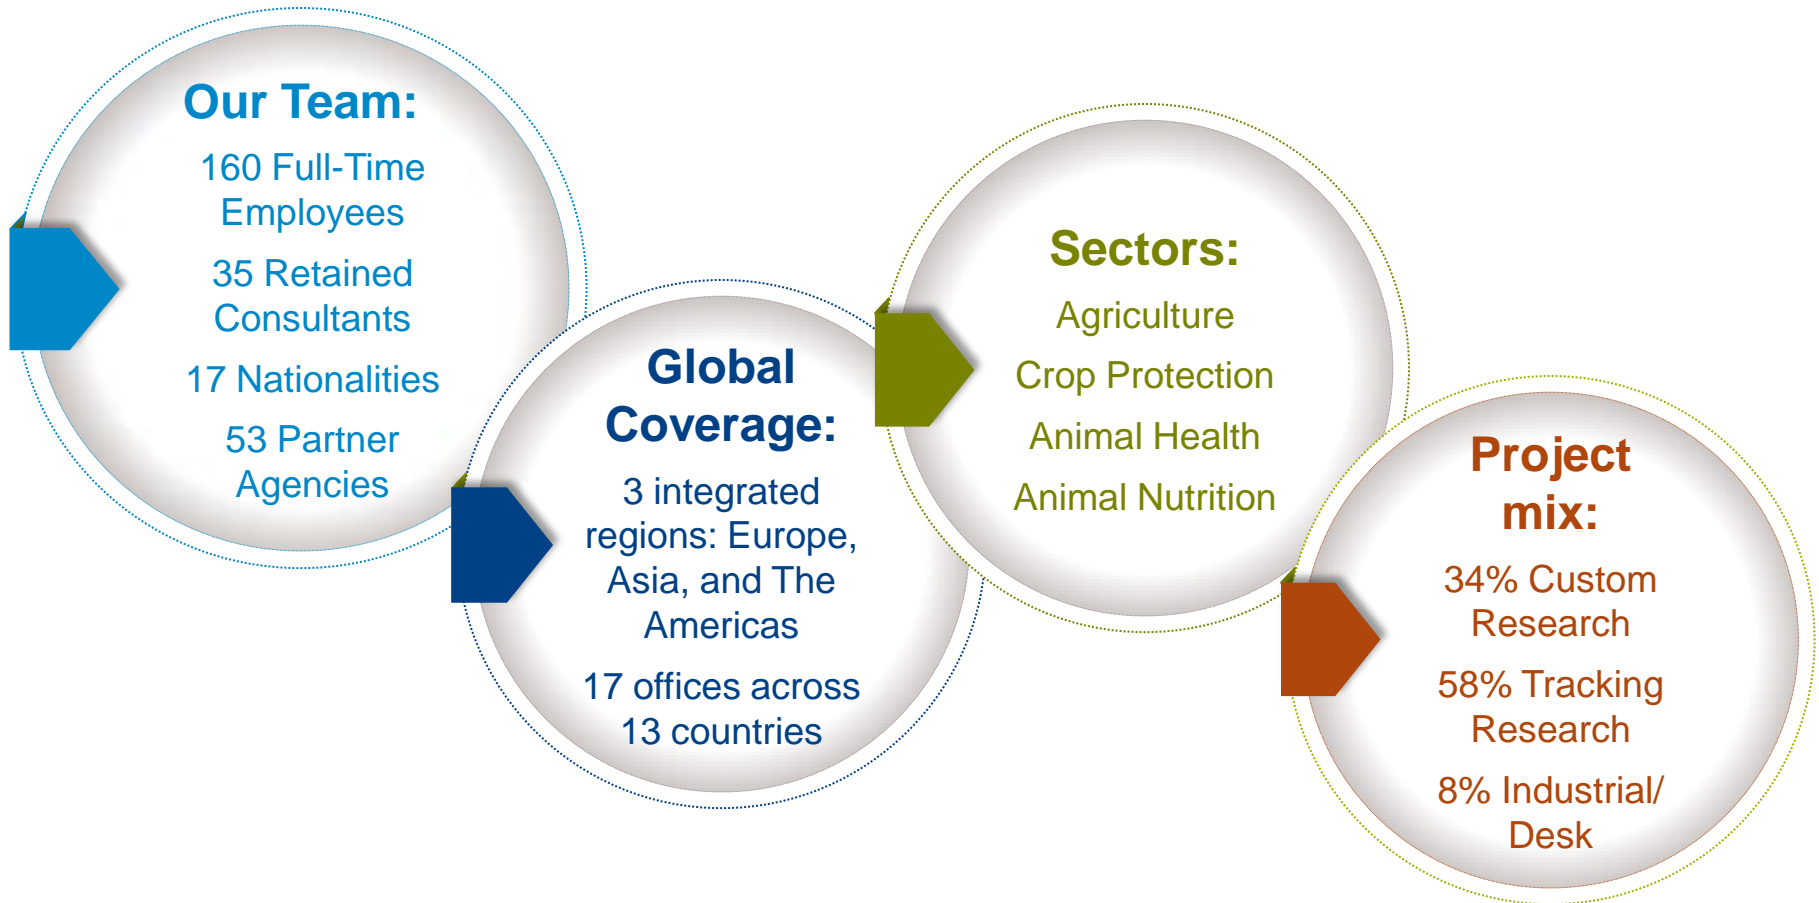 Our Team:
160 Full-Time
Employees
35 Retained
Consultants
17 Nationalities
53 Partner
Agencies
Global
Coverage:
3 integrated
regions: Europe,
Asia, and The
Americas
17 offices across
13 countries
Sectors:
Agriculture
Crop Protection
Animal Health
Animal Nutrition
Project
mix:
34% Custom
Research
58% Tracking
Research
8% Industrial/
Desk